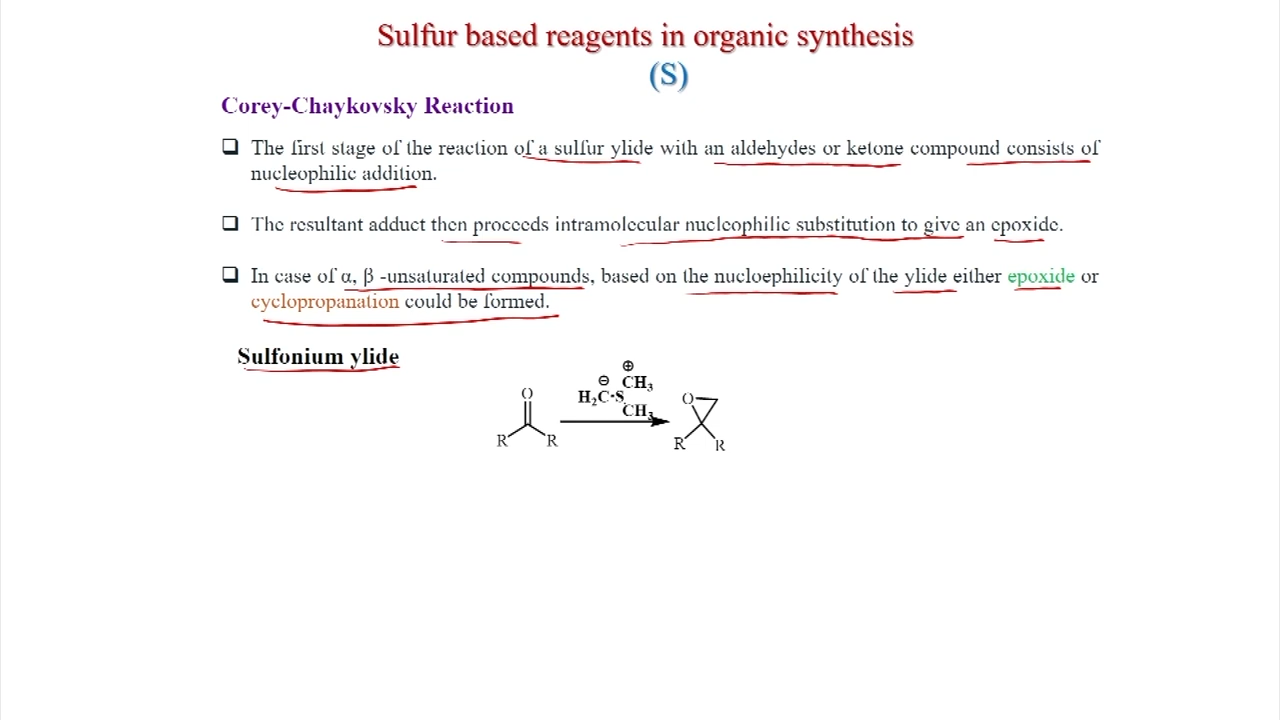 Sulfur based reagents in organic synthesis
(S)
Corey-Chaykovsky Reaction
❑ The first stage of the reaction of a sulfur ylide with an aldehydes or ketone compound consists of
nucleophilic addition.
❑ The resultant adduct then proceeds intramolecular nucleophilic substitution to give an epoxide.
❑ In case of α, β -unsaturated compounds, based on the nucloephilicity of the ylide either epoxide or
cyclopropanation could be formed.
Sulfonium ylide
⊕
⊖ CH₃
H₂C-S
CH₃
O
R R
O
R R